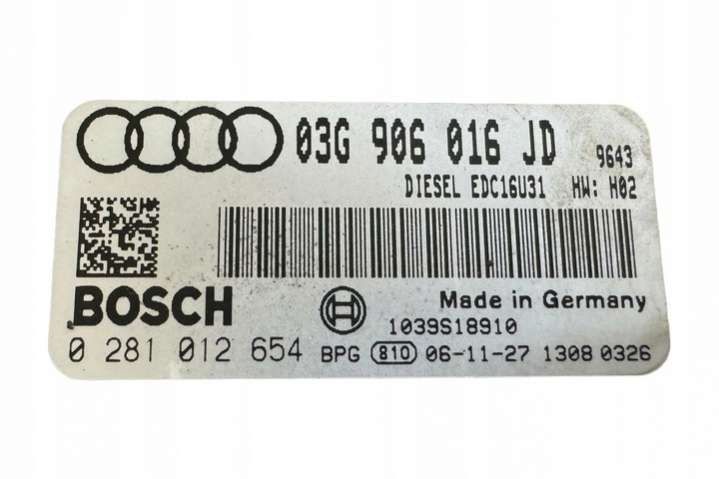 03G 906 016 JD 9643
DIESEL EDC16U31 HW: H02
BOSCH
Made in Germany
1039S18910
0 281 012 654 BPG 810 06-11-27 1308 0326